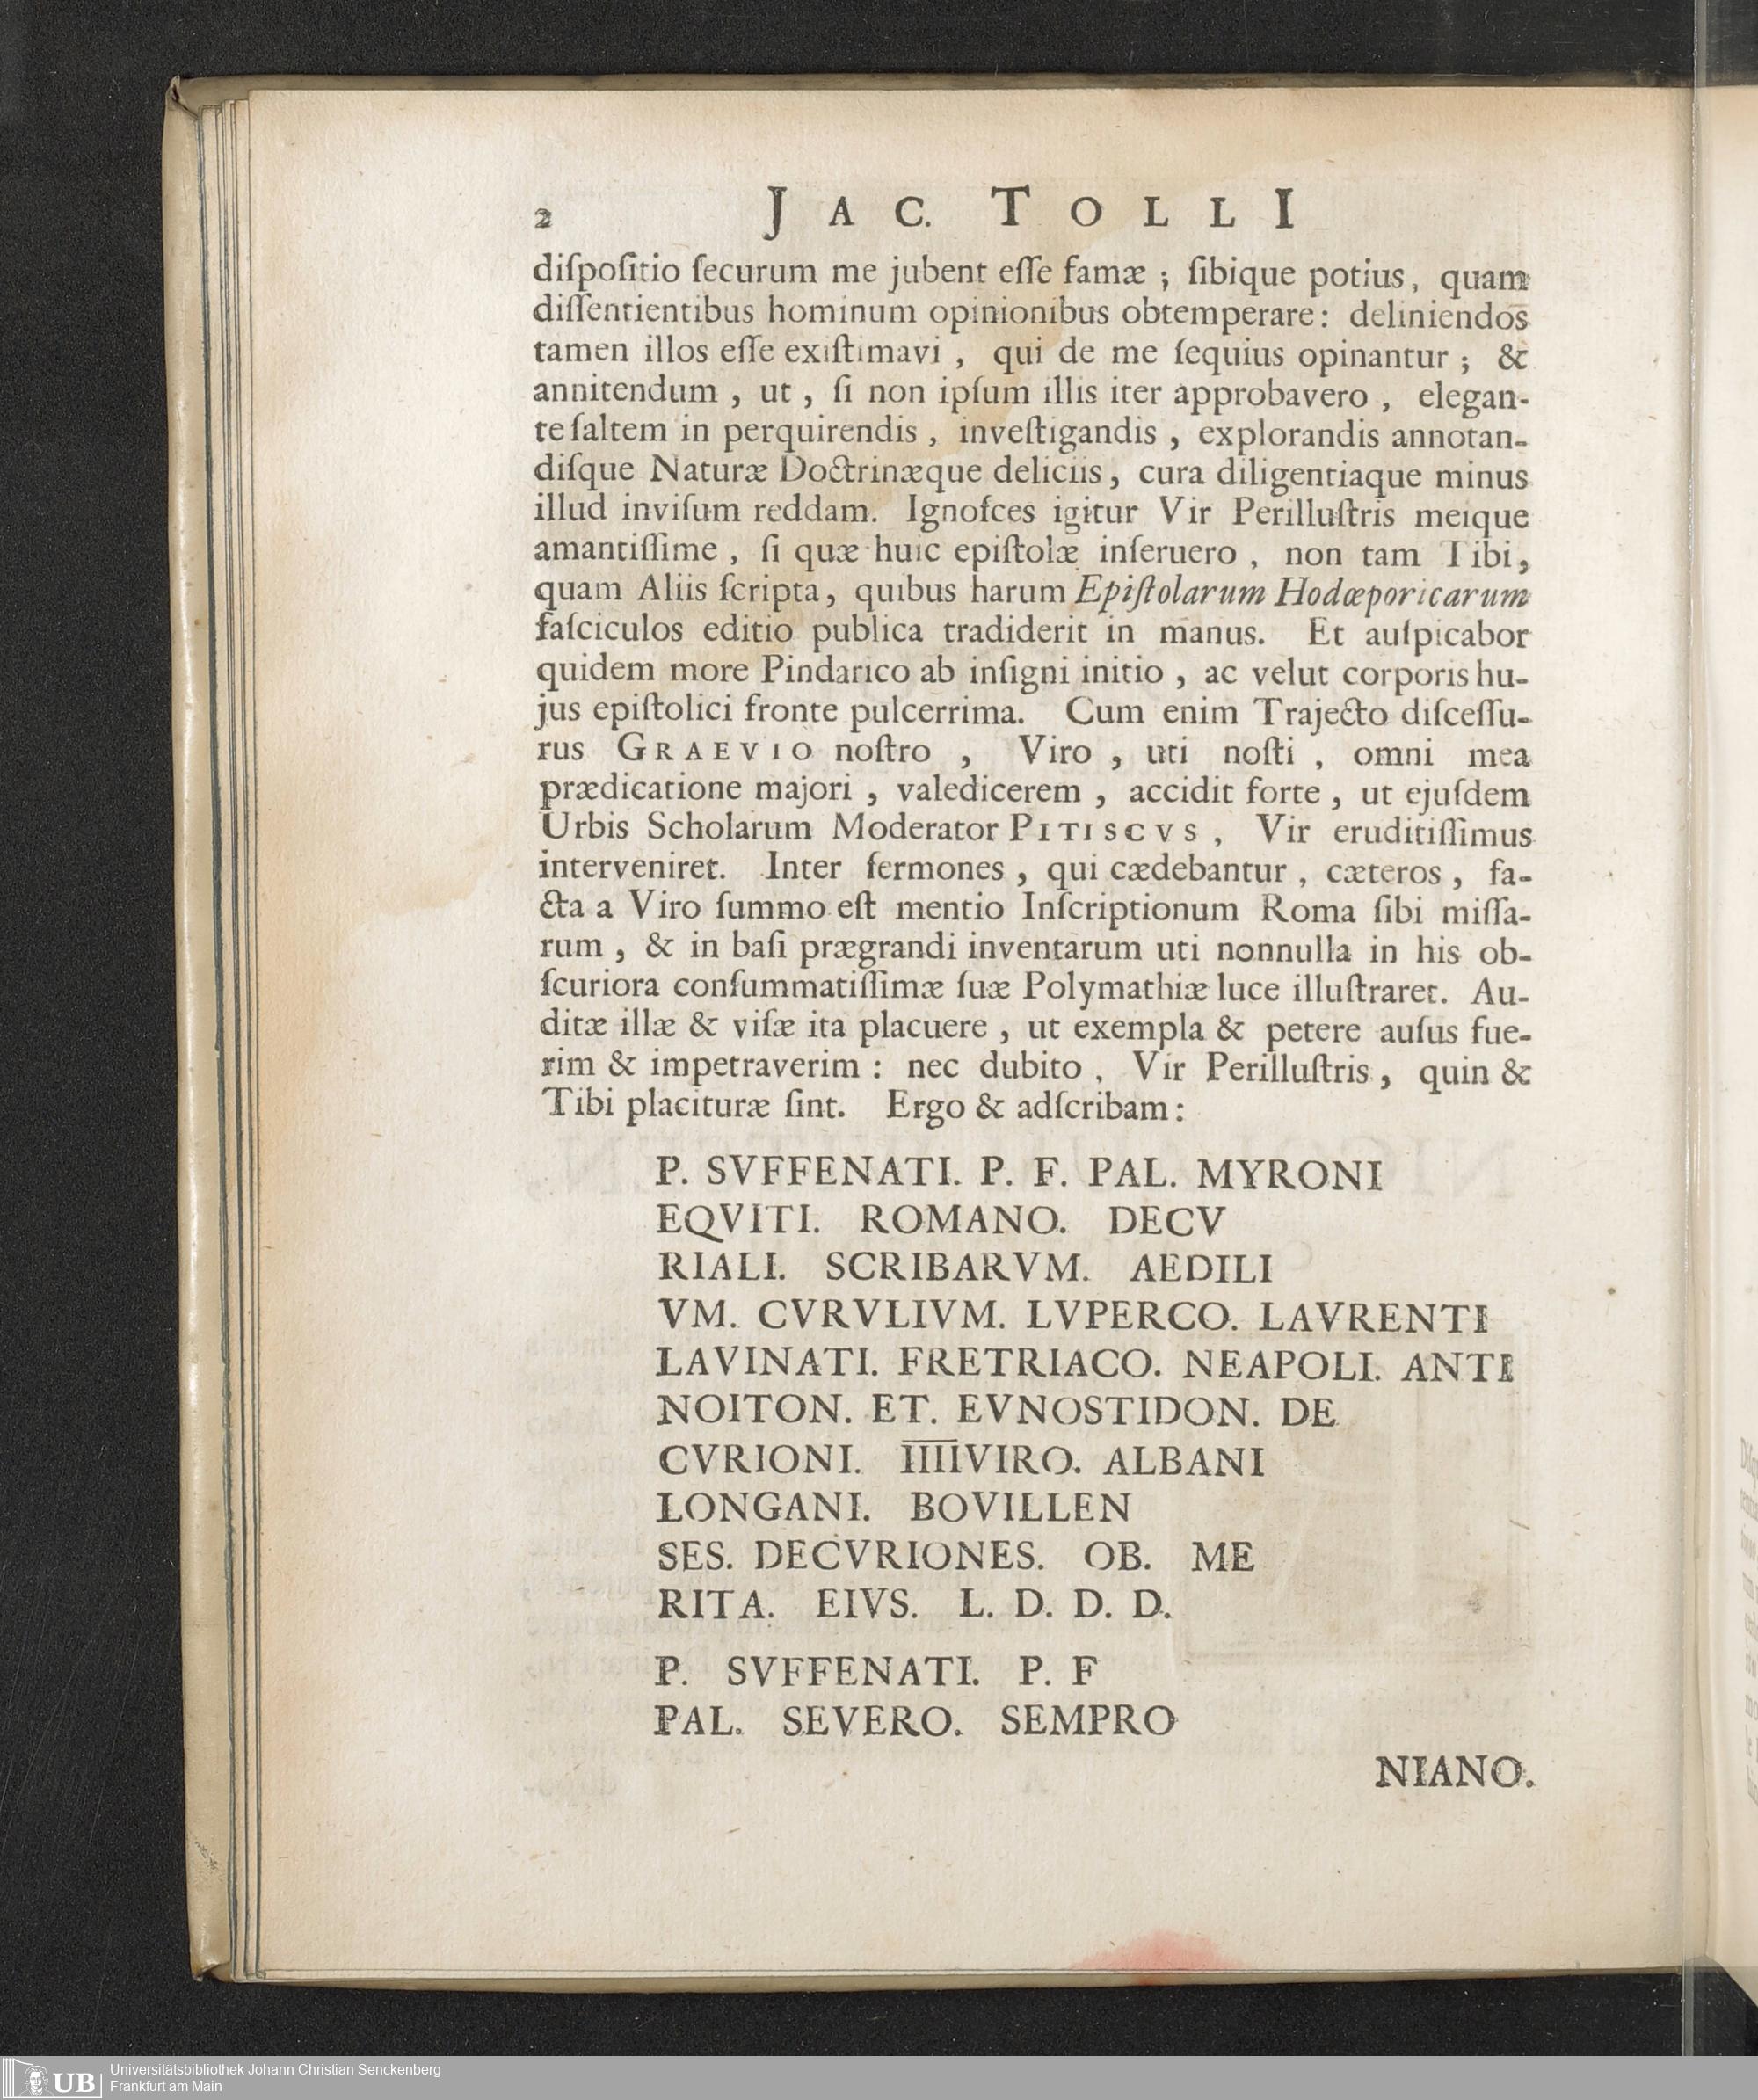 2 JAC. TOLLI
diſpoſitio ſecurum me jubent eſſe famæ ; ſibique potius, quam
diſſentientibus hominum opinionibus obtemperare: deliniendos
tamen illos eſſe exiſtimavi , qui de me ſequius opinantur ; &
annitendum , ut , ſi non ipſum illis iter approbavero , elegan-
te ſaltem in perquirendis , inveſtigandis , explorandis annotan-
diſque Naturæ Doctrinæque deliciis, cura diligentiaque minus
illud inviſum reddam. Ignoſces igitur Vir Perilluſtris meique
amantiſſime , ſi quæ huic epiſtolæ inſeruero , non tam Tibi,
quam Aliis ſcripta, quibus harum Epiſtolarum Hodœporicarum
faſciculos editio publica tradiderit in manus. Et auſpicabor
quidem more Pindarico ab inſigni initio , ac velut corporis hu-
jus epiſtolici fronte pulcerrima. Cum enim Trajecto diſceſſu-
rus GRAEVIO noſtro , Viro , uti noſti , omni mea
prædicatione majori , valedicerem , accidit forte , ut ejuſdem
Urbis Scholarum Moderator PITISCVS , Vir eruditiſſimus
interveniret. Inter ſermones , qui cædebantur , cæteros , fa-
cta a Viro ſummo eſt mentio Inſcriptionum Roma ſibi miſſa-
rum , & in baſi prægrandi inventarum uti nonnulla in his ob-
ſcuriora conſummatiſſimæ ſuæ Polymathiæ luce illuſtraret. Au-
ditæ illæ & viſæ ita placuere , ut exempla & petere auſus fue-
rim & impetraverim : nec dubito , Vir Perilluſtris , quin &
Tibi placituræ ſint. Ergo & adſcribam :
P. SVFFENATI. P. F. PAL. MYRONI
EQVITI. ROMANO. DECV
RIALI. SCRIBARVM. AEDILI
VM. CVRVLIVM. LVPERCO. LAVRENTI
LAVINATI. FRETRIACO. NEAPOLI. ANTI
NOITON. ET. EVNOSTIDON. DE
CVRIONI. I̅I̅I̅I̅VIRO. ALBANI
LONGANI. BOVILLEN
SES. DECVRIONES. OB. ME
RITA. EIVS. L. D. D. D.
P. SVFFENATI. P. F
PAL. SEVERO. SEMPRO
NIANO.
UB Universitätsbibliothek Johann Christian Senckenberg
Frankfurt am Main